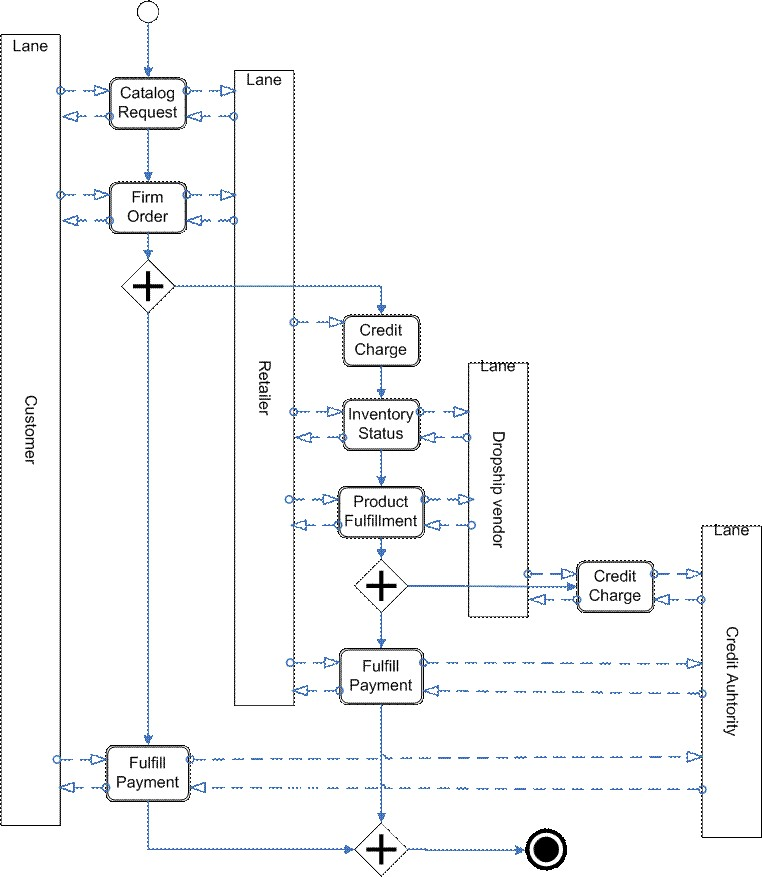 Lane
Catalog
Request
Lane
Firm
Order
Credit
Charge
Lane
Retailer
Customer
Inventory
Status
Dropship vendor
Product
Fulfillment
Lane
Credit
Charge
Credit Auhtority
Fulfill
Payment
Fulfill
Payment